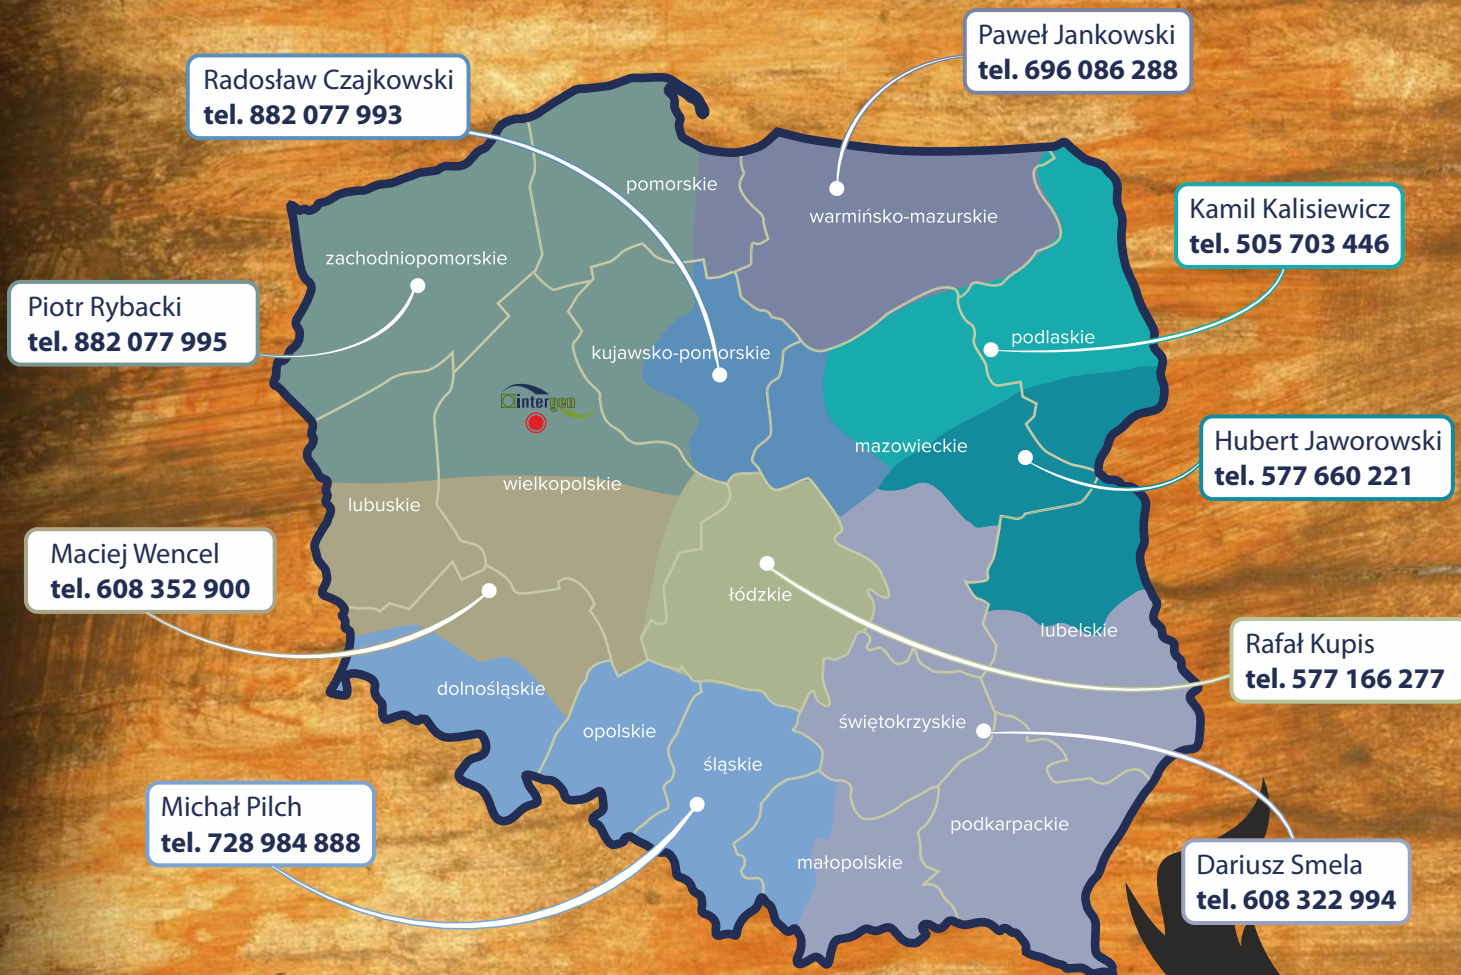 Paweł Jankowski
tel. 696 086 288
Radosław Czajkowski
tel. 882 077 993
pomorskie
warmińsko-mazurskie
Kamil Kalisiewicz
tel. 505 703 446
zachodniopomorskie
Piotr Rybacki
tel. 882 077 995
podlaskie
kujawsko-pomorskie
intergen
mazowieckie
Hubert Jaworowski
tel. 577 660 221
wielkopolskie
lubuskie
Maciej Wencel
tel. 608 352 900
łódzkie
lubelskie
Rafał Kupis
tel. 577 166 277
dolnośląskie
opolskie
świętokrzyskie
śląskie
Michał Pilch
tel. 728 984 888
podkarpackie
małopolskie
Dariusz Smela
tel. 608 322 994